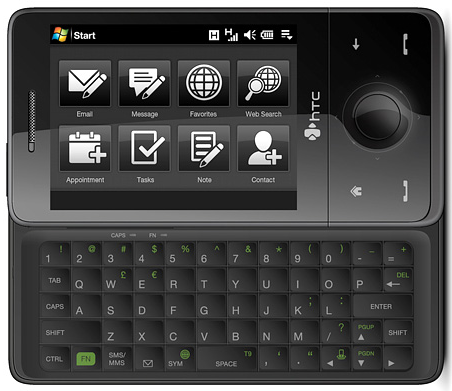 Start
H
Email Message Favorites Web Search
Appointment Tasks Note Contact
hTC
CAPS FN
1 ! 2 @ 3 # 4 $ 5 % 6 ^ 7 & 8 * 9 ( 0 ) - _ = +
TAB Q W £ E € R T Y U I O P DEL
CAPS A S D F G H J K ; L : ENTER
SHIFT Z X C V B N M / ? PGUP SHIFT
CTRL FN SMS/MMS SYM SPACE T9 , ' . " PGDN